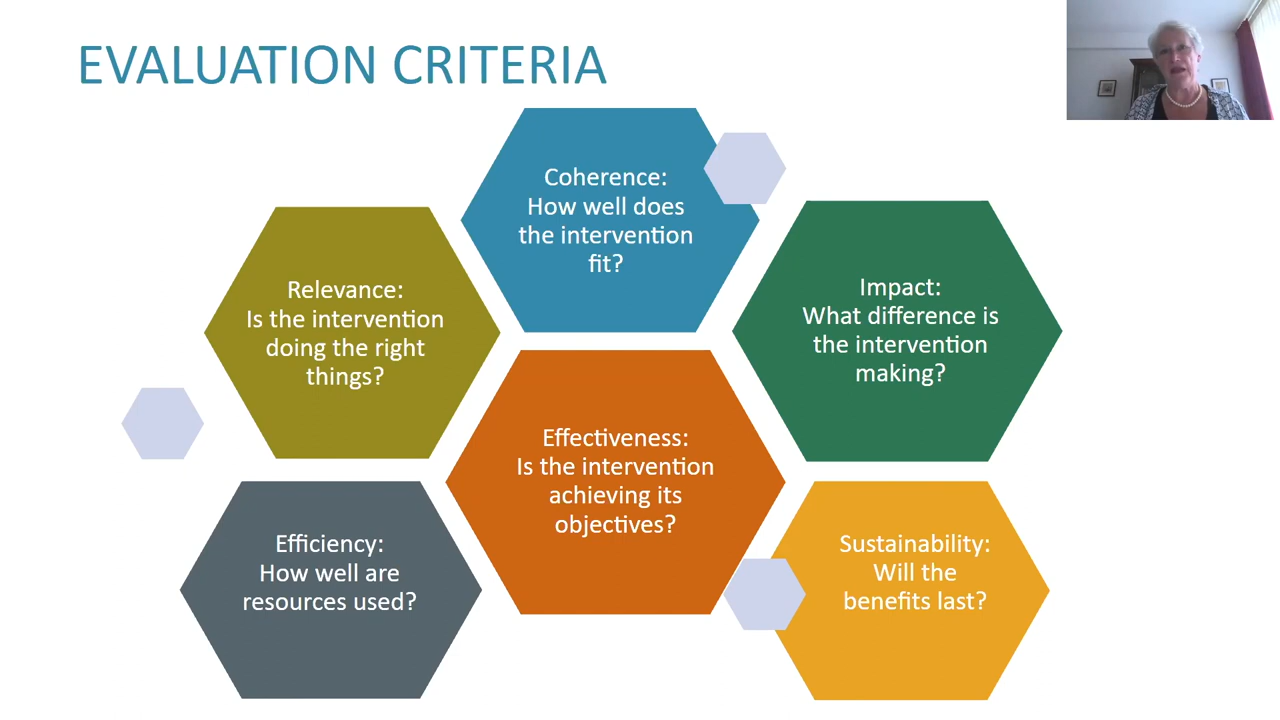 EVALUATION CRITERIA
Coherence:
How well does
the intervention
fit?
Relevance:
Is the intervention
doing the right
things?
Impact:
What difference is
the intervention
making?
Effectiveness:
Is the intervention
achieving its
objectives?
Efficiency:
How well are
resources used?
Sustainability:
Will the
benefits last?